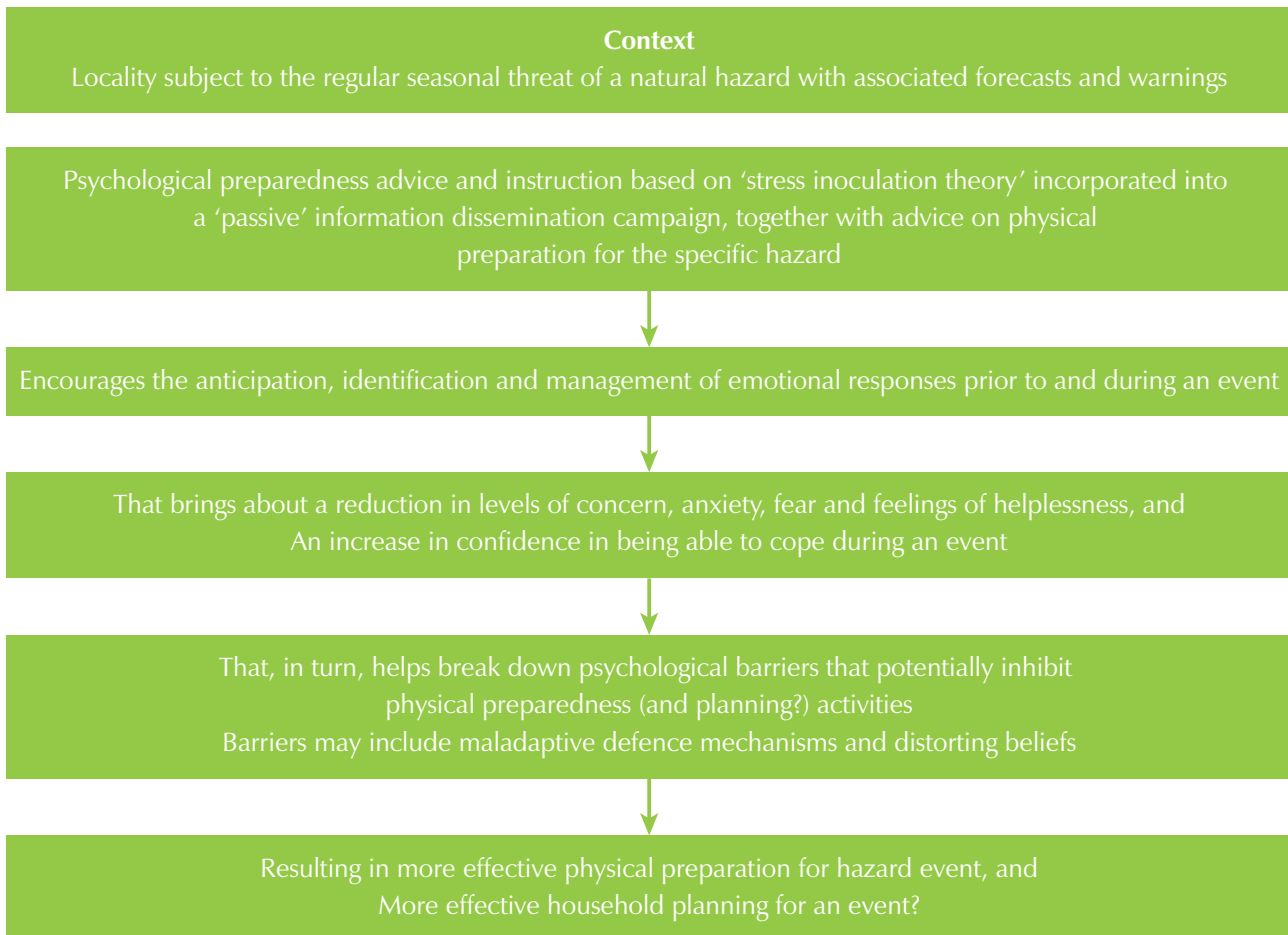 Context
Locality subject to the regular seasonal threat of a natural hazard with associated forecasts and warnings
Psychological preparedness advice and instruction based on ‘stress inoculation theory’ incorporated into
a ‘passive’ information dissemination campaign, together with advice on physical
preparation for the specific hazard
Encourages the anticipation, identification and management of emotional responses prior to and during an event
That brings about a reduction in levels of concern, anxiety, fear and feelings of helplessness, and
An increase in confidence in being able to cope during an event
That, in turn, helps break down psychological barriers that potentially inhibit
physical preparedness (and planning?) activities
Barriers may include maladaptive defence mechanisms and distorting beliefs
Resulting in more effective physical preparation for hazard event, and
More effective household planning for an event?